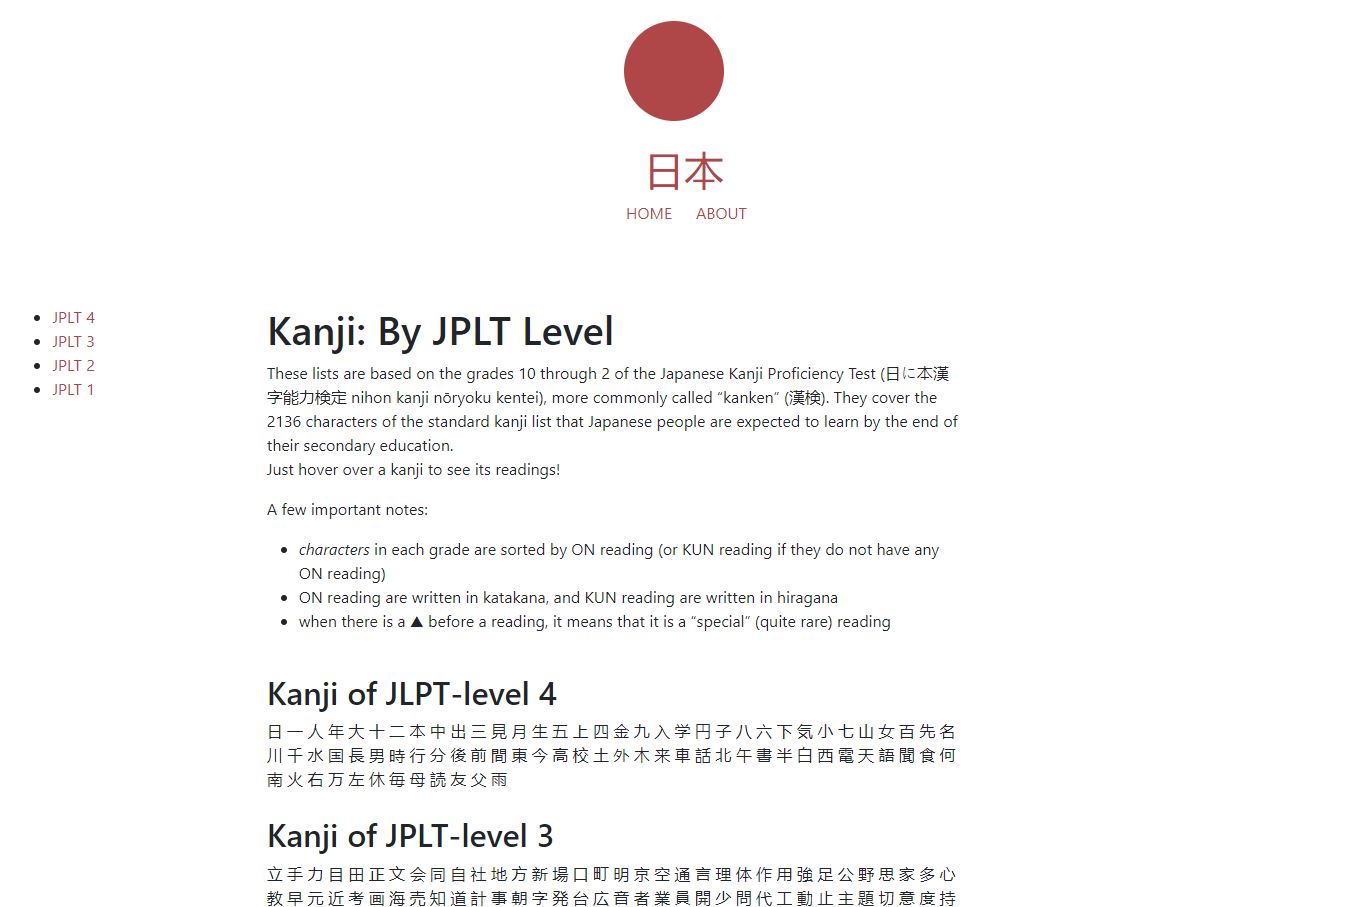 日本
HOME ABOUT
JPLT 4
JPLT 3
JPLT 2
JPLT 1
Kanji: By JPLT Level
These lists are based on the grades 10 through 2 of the Japanese Kanji Proficiency Test (日に本漢
字能力検定 nihon kanji nōryoku kentei), more commonly called “kanken” (漢検). They cover the
2136 characters of the standard kanji list that Japanese people are expected to learn by the end of
their secondary education.
Just hover over a kanji to see its readings!
A few important notes:
characters in each grade are sorted by ON reading (or KUN reading if they do not have any
ON reading)
ON reading are written in katakana, and KUN reading are written in hiragana
when there is a ▲ before a reading, it means that it is a “special” (quite rare) reading
Kanji of JLPT-level 4
日 一 人 年 大 十 二 本 中 出 三 見 月 生 五 上 四 金 九 入 学 円 子 八 六 下 気 小 七 山 女 百 先 名
川 千 水 国 長 男 時 行 分 後 前 間 東 今 高 校 土 外 木 来 車 話 北 午 書 半 白 西 電 天 語 聞 食 何
南 火 右 万 左 休 毎 母 読 友 父 雨
Kanji of JPLT-level 3
立 手 力 目 田 正 文 会 同 自 社 地 方 新 場 口 町 明 京 空 通 言 理 体 作 用 強 足 公 野 思 家 多 心
教 早 元 近 考 画 海 売 知 道 計 事 朝 字 発 台 広 音 者 業 員 開 少 問 代 工 動 止 主 題 切 意 度 持